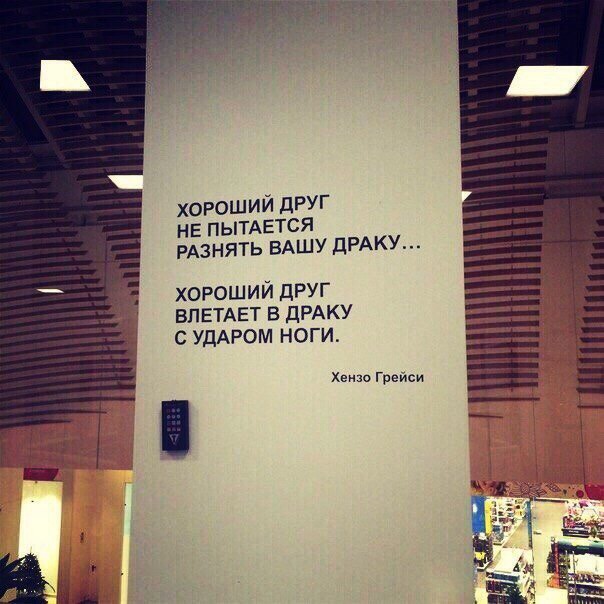 ХОРОШИЙ ДРУГ
НЕ ПЫТАЕТСЯ
РАЗНЯТЬ ВАШУ ДРАКУ...
ХОРОШИЙ ДРУГ
ВЛЕТАЕТ В ДРАКУ
С УДАРОМ НОГИ.
Хензо Грейси